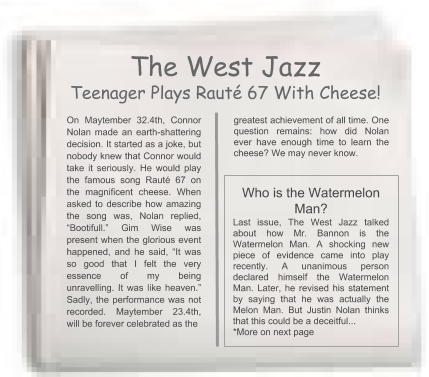 The West Jazz
Teenager Plays Rauté 67 With Cheese!
On Maytember 32.4th, Connor
Nolan made an earth-shattering
decision. It started as a joke, but
nobody knew that Connor would
take it seriously. He would play
the famous song Rauté 67 on
the magnificent cheese. When
asked to describe how amazing
the song was, Nolan replied,
"Bootifull." Gim Wise was
present when the glorious event
happened, and he said, "It was
so good that I felt the very
essence of my being
unravelling. It was like heaven."
Sadly, the performance was not
recorded. Maytember 23.4th,
will be forever celebrated as the
greatest achievement of all time. One
question remains: how did Nolan
ever have enough time to learn the
cheese? We may never know.
Who is the Watermelon
Man?
Last issue, The West Jazz talked
about how Mr. Bannon is the
Watermelon Man. A shocking new
piece of evidence came into play
recently. A unanimous person
declared himself the Watermelon
Man. Later, he revised his statement
by saying that he was actually the
Melon Man. But Justin Nolan thinks
that this could be a deceitful...
*More on next page